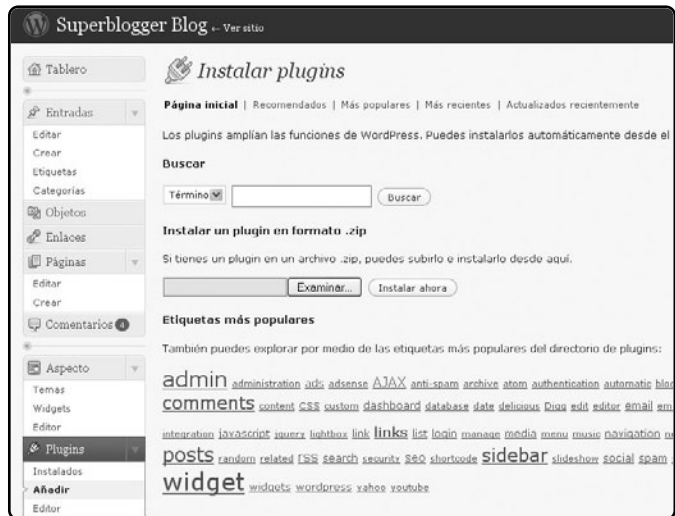 Superblogger Blog ← Ver sitio
Tablero
Entradas
Editar
Crear
Etiquetas
Categorías
Objetos
Enlaces
Páginas
Editar
Crear
Comentarios 4
Aspecto
Temas
Widgets
Editor
Plugins
Instalados
Añadir
Editor
Instalar plugins
Página inicial | Recomendados | Más populares | Más recientes | Actualizados recientemente
Los plugins amplían las funciones de WordPress. Puedes instalarlos automáticamente desde el
Buscar
Término Buscar
Instalar un plugin en formato .zip
Si tienes un plugin en un archivo .zip, puedes subirlo e instalarlo desde aquí.
Examinar... Instalar ahora
Etiquetas más populares
También puedes explorar por medio de las etiquetas más populares del directorio de plugins:
admin administration ads adsense AJAX anti-spam archive atom authentication automatic
comments content CSS custom dashboard database date delicious Digg edit editor email
integration javascript jquery lightbox link links list login manage media menu music navigation
posts random related rss search security seo shortcode sidebar slideshow social spam
widget widgets wordpress yahoo youtube